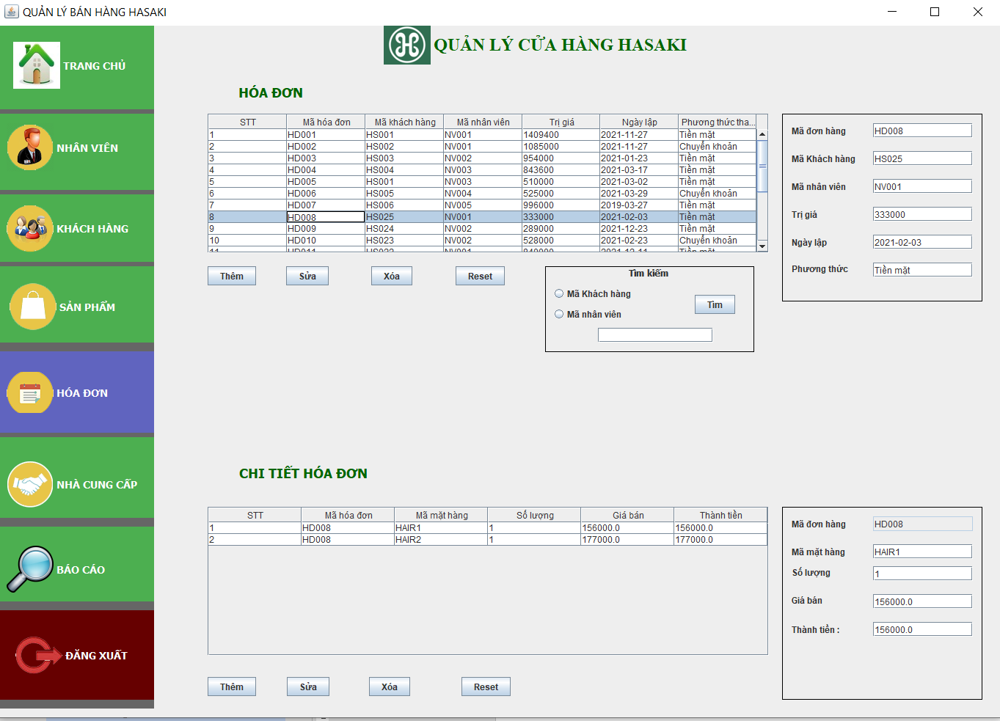 QUẢN LÝ BÁN HÀNG HASAKI
TRANG CHỦ
NHÂN VIÊN
KHÁCH HÀNG
SẢN PHẨM
HÓA ĐƠN
NHÀ CUNG CẤP
BÁO CÁO
ĐĂNG XUẤT
QUẢN LÝ CỬA HÀNG HASAKI
HÓA ĐƠN
STT Mã hóa đơn Mã khách hàng Mã nhân viên Trị giá Ngày lập Phương thức tha...
1 HD001 HS001 NV001 1409400 2021-11-27 Tiền mặt
2 HD002 HS002 NV001 1085000 2021-11-27 Chuyển khoản
3 HD003 HS003 NV002 954000 2021-01-23 Tiền mặt
4 HD004 HS004 NV003 843600 2021-03-17 Tiền mặt
5 HD005 HS001 NV003 510000 2021-03-02 Tiền mặt
6 HD006 HS005 NV004 525000 2021-03-29 Chuyển khoản
7 HD007 HS006 NV005 996000 2019-03-27 Tiền mặt
8 HD008 HS025 NV001 333000 2021-02-03 Tiền mặt
9 HD009 HS024 NV002 289000 2021-12-23 Tiền mặt
10 HD010 HS023 NV002 528000 2021-02-23 Chuyển khoản
Thêm Sửa Xóa Reset
Tìm kiếm
Mã Khách hàng
Mã nhân viên
Tìm
Mã đơn hàng HD008
Mã Khách hàng HS025
Mã nhân viên NV001
Trị giá 333000
Ngày lập 2021-02-03
Phương thức Tiền mặt
CHI TIẾT HÓA ĐƠN
STT Mã hóa đơn Mã mặt hàng Số lượng Giá bán Thành tiền
1 HD008 HAIR1 1 156000.0 156000.0
2 HD008 HAIR2 1 177000.0 177000.0
Thêm Sửa Xóa Reset
Mã đơn hàng HD008
Mã mặt hàng HAIR1
Số lượng 1
Giá bán 156000.0
Thành tiền : 156000.0